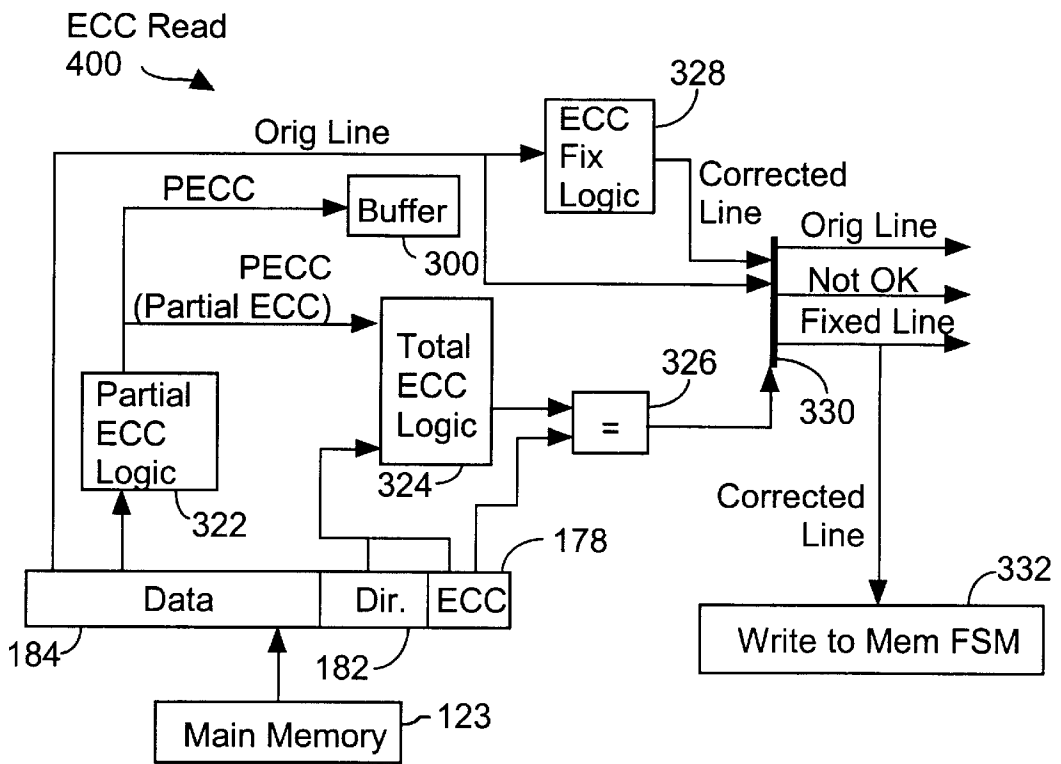 ECC Read
400
328
Orig Line
ECC
Fix
Logic
Corrected
Line
PECC
Buffer
300
Orig Line
Not OK
Fixed Line
PECC
(Partial ECC)
Total
ECC
Logic
326
330
Partial
ECC
Logic
=
324
322
Corrected
Line
178
332
Data
Dir.
ECC
Write to Mem FSM
184
182
123
Main Memory